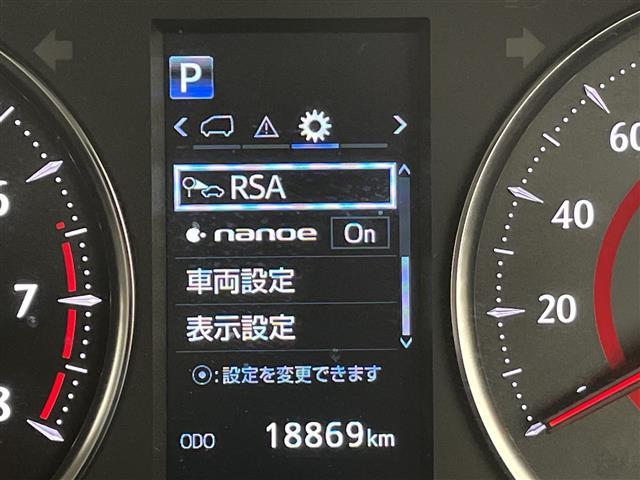 P
RSA
nanoe On
車両設定
表示設定
⦿:設定を変更できます
ODO 18869km
6
7
8
60
40
20